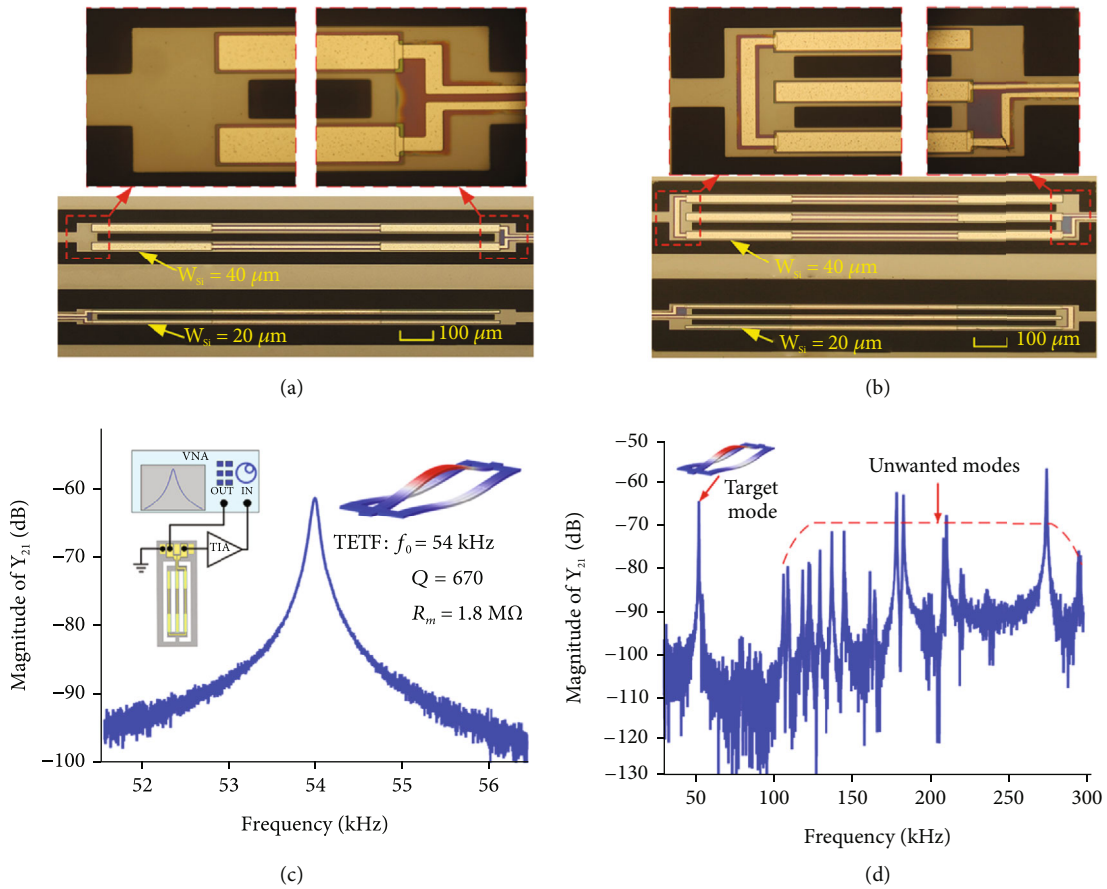 W_Si = 40 µm
W_Si = 20 µm
100 µm
(a)
W_Si = 40 µm
W_Si = 20 µm
100 µm
(b)
Magnitude of Y_21 (dB)
−60
−70
−80
−90
−100
52
53
54
55
56
Frequency (kHz)
VNA
OUT IN
TIA
TETF: f_0 = 54 kHz
Q = 670
R_m = 1.8 MΩ
(c)
Magnitude of Y_21 (dB)
−50
−60
−70
−80
−90
−100
−110
−120
−130
50
100
150
200
250
300
Frequency (kHz)
Target
mode
Unwanted modes
(d)